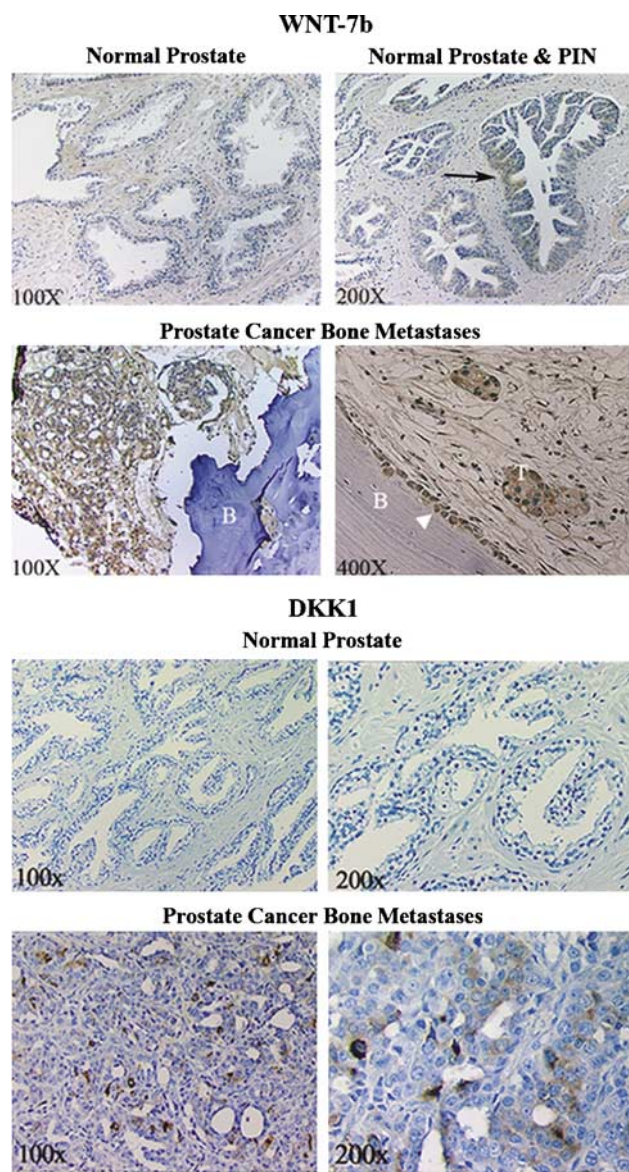 WNT-7b
Normal Prostate
Normal Prostate & PIN
100X
200X
Prostate Cancer Bone Metastases
T
B
100X
B
T
400X
DKK1
Normal Prostate
100x
200x
Prostate Cancer Bone Metastases
100x
200x